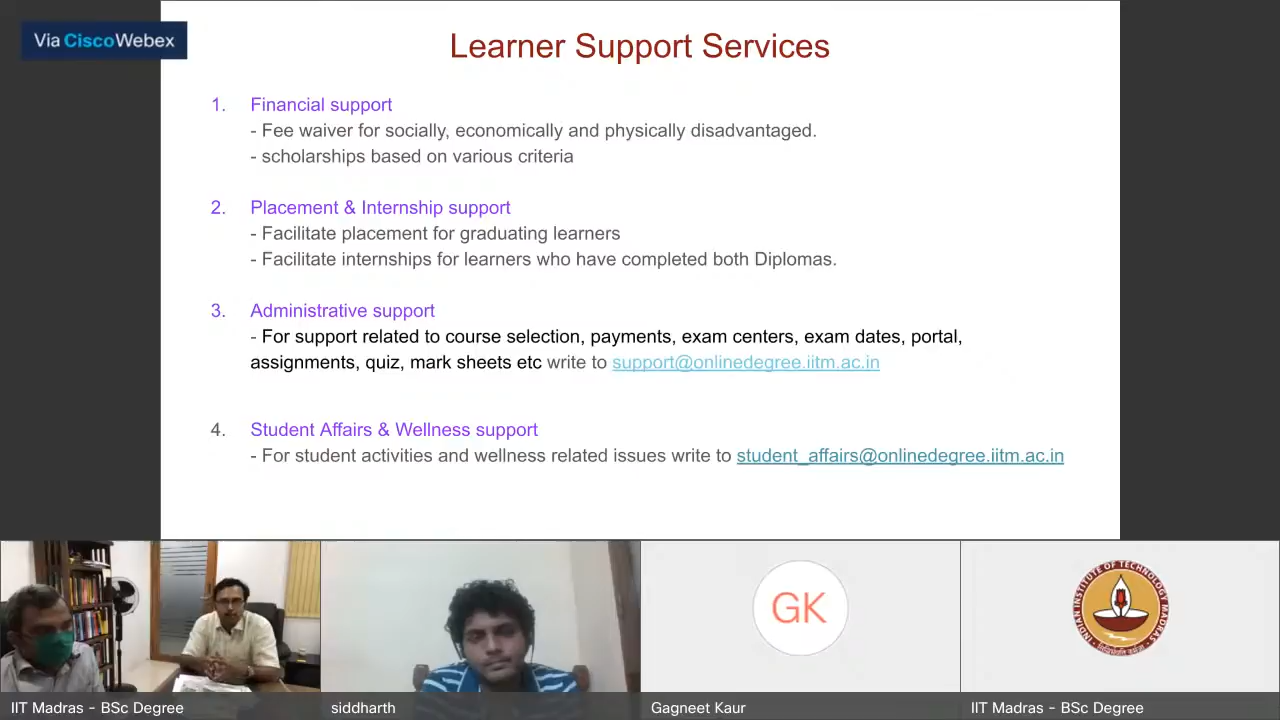 Via CiscoWebex
Learner Support Services
1. Financial support
- Fee waiver for socially, economically and physically disadvantaged.
- scholarships based on various criteria
2. Placement & Internship support
- Facilitate placement for graduating learners
- Facilitate internships for learners who have completed both Diplomas.
3. Administrative support
- For support related to course selection, payments, exam centers, exam dates, portal,
assignments, quiz, mark sheets etc write to support@onlinedegree.iitm.ac.in
4. Student Affairs & Wellness support
- For student activities and wellness related issues write to student_affairs@onlinedegree.iitm.ac.in
GK
INDIAN INSTITUTE OF TECHNOLOGY MADRAS
IIT Madras - BSc Degree
siddharth
Gagneet Kaur
IIT Madras - BSc Degree